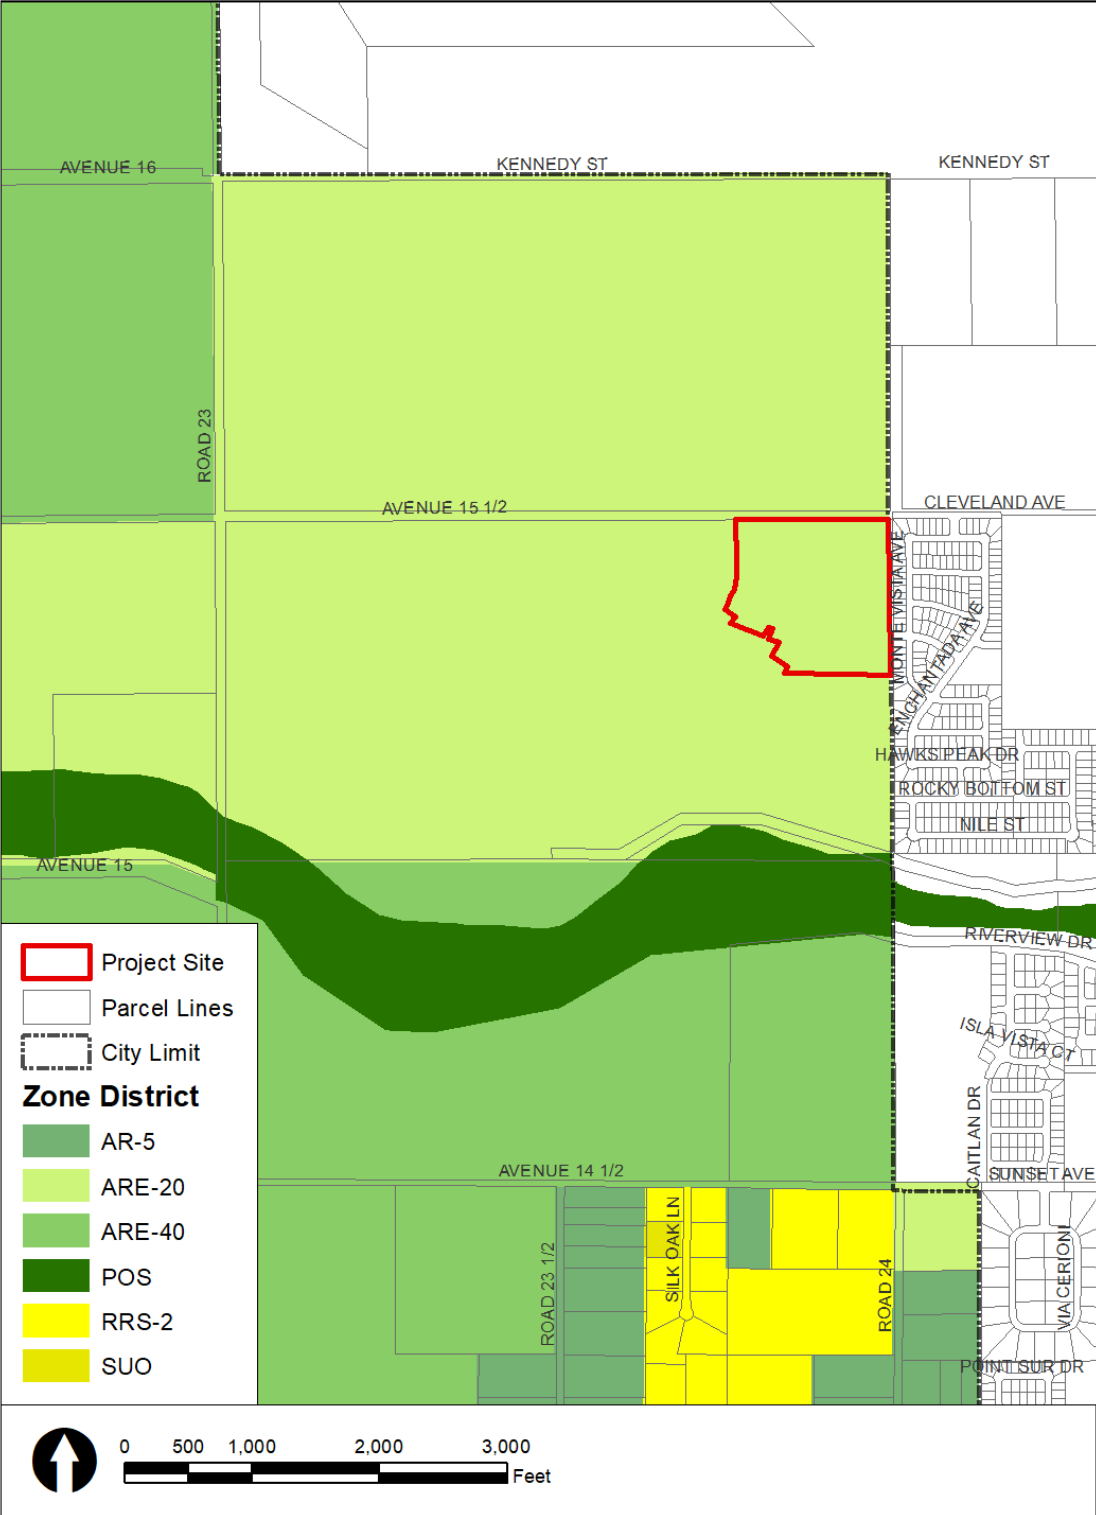 KENNEDY ST
KENNEDY ST
AVENUE 16
ROAD 23
AVENUE 15 1/2
CLEVELAND AVE
MONTE VISTA AVE
ENCHANTADA AVE
HAWKS PEAK DR
ROCKY BOTTOM ST
NILE ST
AVENUE 15
RIVERVIEW DR
ISLA VISTA CT
CAITLAN DR
SUNSET AVE
AVENUE 14 1/2
SILK OAK LN
ROAD 23 1/2
ROAD 24
VIA CERIONI
POINT SUR DR
Project Site
Parcel Lines
City Limit
Zone District
AR-5
ARE-20
ARE-40
POS
RRS-2
SUO
0 500 1,000 2,000 3,000
Feet